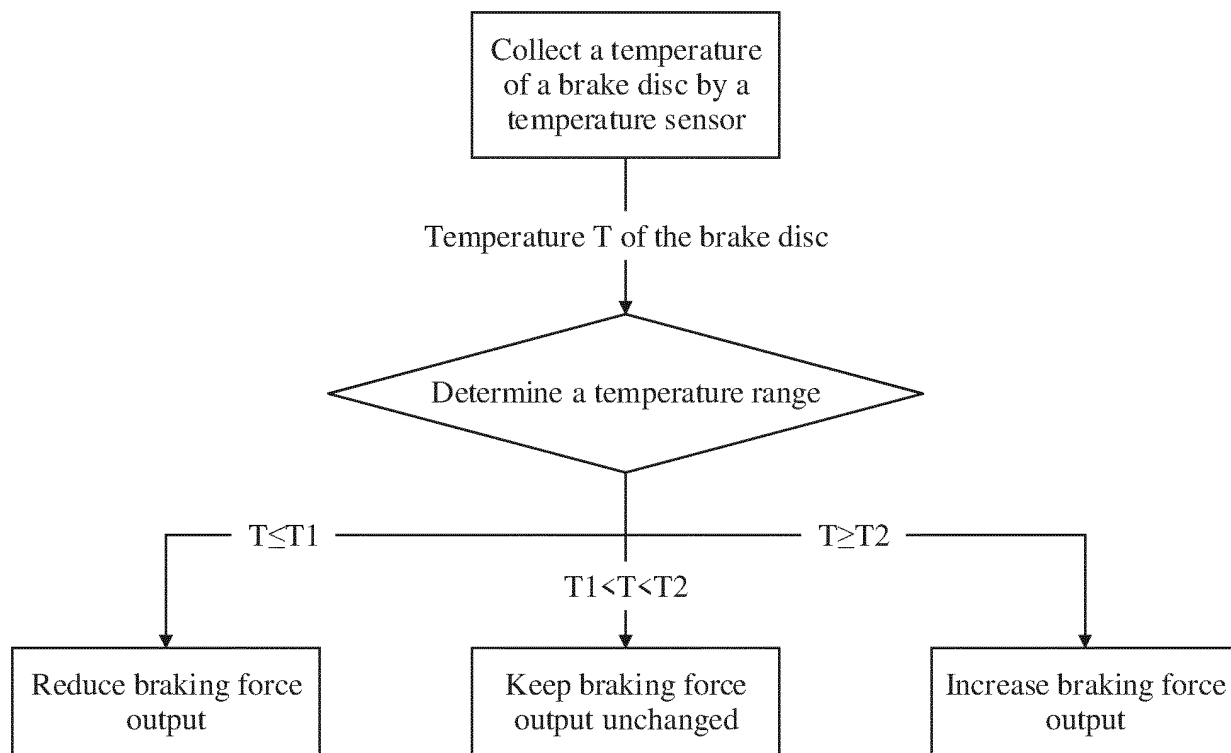 Collect a temperature
of a brake disc by a
temperature sensor
Temperature T of the brake disc
Determine a temperature range
T≤T1
T≥T2
T1<T<T2
Reduce braking force
output
Keep braking force
output unchanged
Increase braking force
output